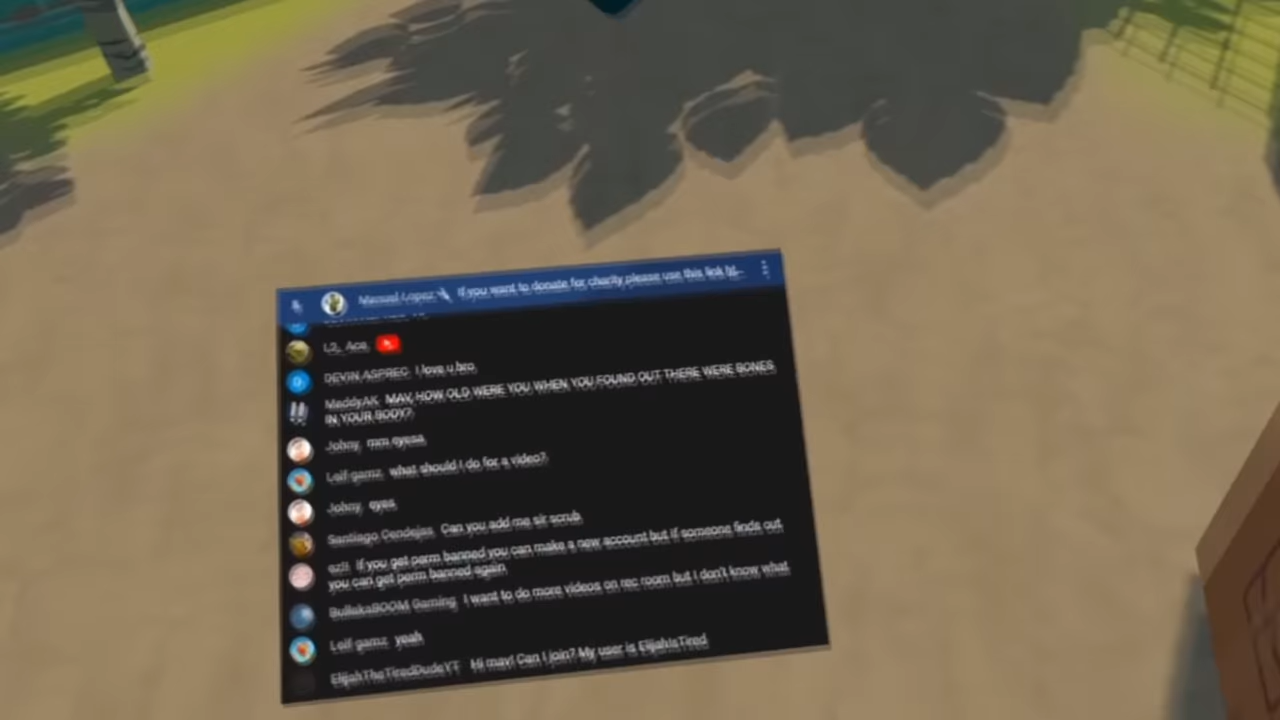 Manuel Lopez If you want to donate for charity please use this link ht...
L2_Ace
DEVIN ASPREC I love u bro
MaddyAK MAV, HOW OLD WERE YOU WHEN YOU FOUND OUT THERE WERE BONES
IN YOUR BODY?
Johny mm eyesa
Leif gamz what should I do for a video?
Johny eyes
Santiago Cendejas Can you add me sir scrub
ezit if you get perm banned you can make a new account but if someone finds out
you can get perm banned again
BullukaBOOM Gaming I want to do more videos on rec room but I don't know what
Leif gamz yeah
ElijahTheTiredDudeYT Hi mav! Can I join? My user is ElijahIsTired